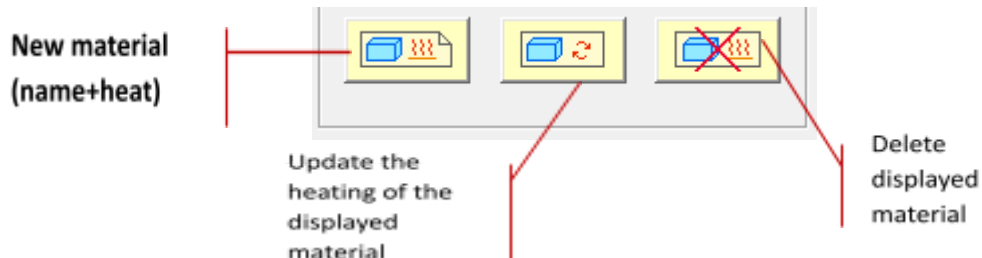 New material
(name+heat)
Update the
heating of the
displayed
material
Delete
displayed
material